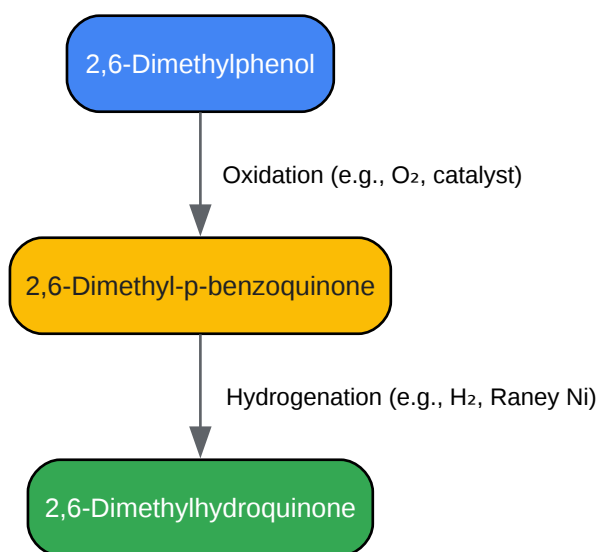 2,6-Dimethylphenol
Oxidation (e.g., O₂, catalyst)
2,6-Dimethyl-p-benzoquinone
Hydrogenation (e.g., H₂, Raney Ni)
2,6-Dimethylhydroquinone